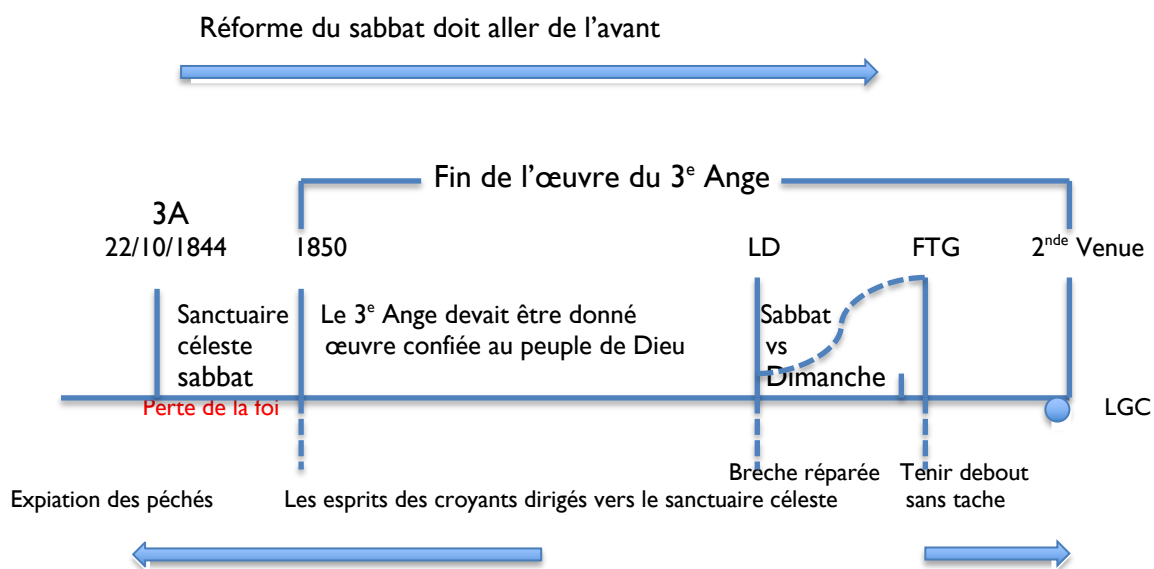 Réforme du sabbat doit aller de l’avant
Fin de l’œuvre du 3e Ange
3A
22/10/1844
1850
LD
FTG
2nde Venue
Sanctuaire
céleste
sabbat
Le 3e Ange devait être donné
œuvre confiée au peuple de Dieu
Sabbat
vs
Dimanche
Perte de la foi
LGC
Brèche réparée
Tenir debout
sans tache
Expiation des péchés
Les esprits des croyants dirigés vers le sanctuaire céleste